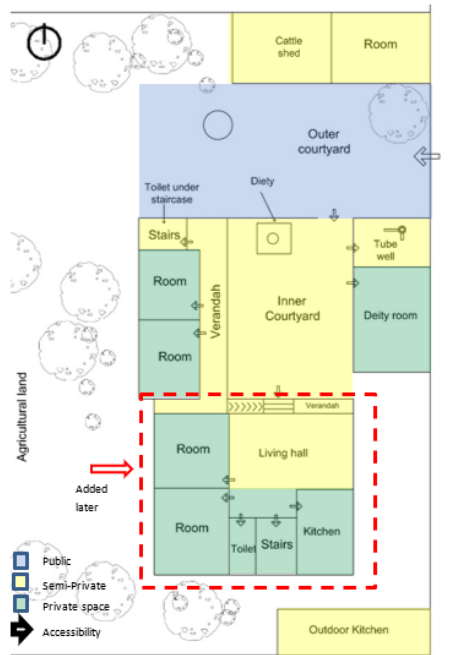 Cattle
shed
Room
Outer
courtyard
Toilet under
staircase
Diety
Stairs
Tube
well
Room
Verandah
Inner
Courtyard
Deity room
Room
Agricultural land
Verandah
Room
Living hall
Added
later
Room
Toilet
Stairs
Kitchen
Public
Semi-Private
Private space
Accessibility
Outdoor Kitchen